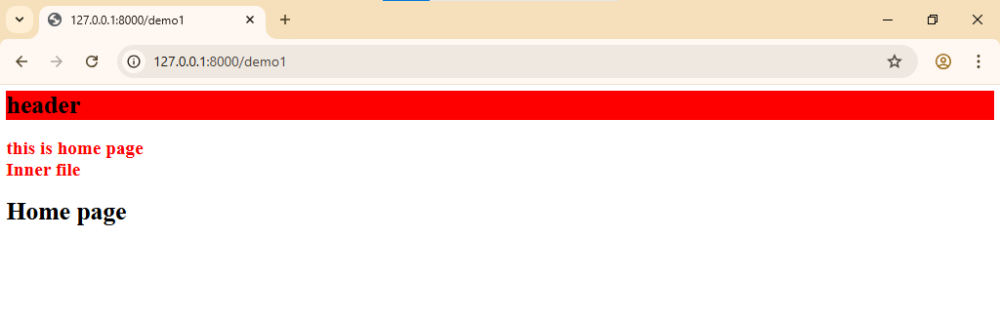 127.0.0.1:8000/demo1
127.0.0.1:8000/demo1
header
this is home page
Inner file
Home page